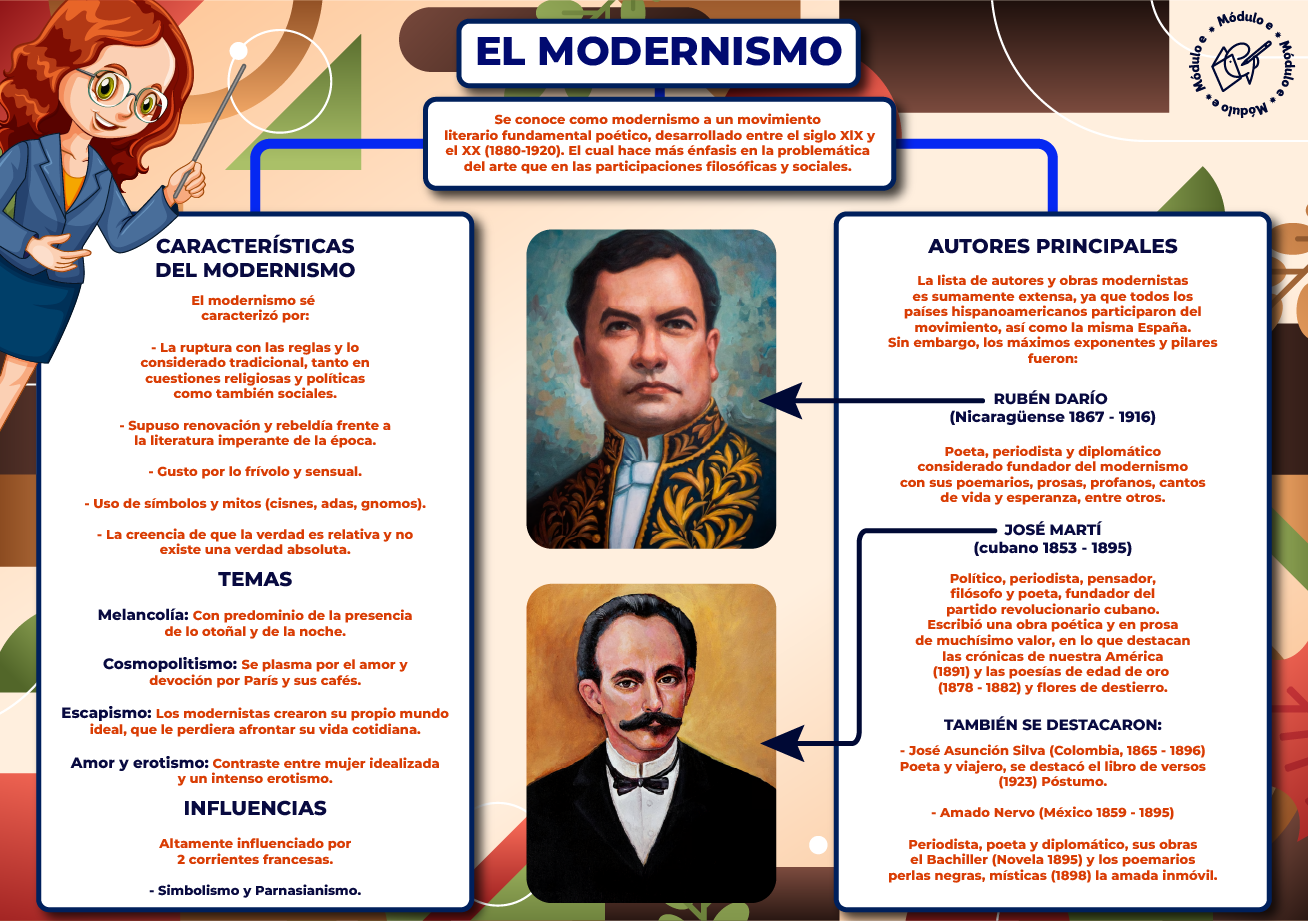 EL MODERNISMO
Módulo e * Módulo e * Módulo e * Módulo e *
Se conoce como modernismo a un movimiento
literario fundamental poético, desarrollado entre el siglo XIX y
el XX (1880-1920). El cual hace más énfasis en la problemática
del arte que en las participaciones filosóficas y sociales.
CARACTERÍSTICAS
DEL MODERNISMO
El modernismo sé
caracterizó por:
- La ruptura con las reglas y lo
considerado tradicional, tanto en
cuestiones religiosas y políticas
como también sociales.
- Supuso renovación y rebeldía frente a
la literatura imperante de la época.
- Gusto por lo frívolo y sensual.
- Uso de símbolos y mitos (cisnes, adas, gnomos).
- La creencia de que la verdad es relativa y no
existe una verdad absoluta.
TEMAS
Melancolía: Con predominio de la presencia
de lo otoñal y de la noche.
Cosmopolitismo: Se plasma por el amor y
devoción por París y sus cafés.
Escapismo: Los modernistas crearon su propio mundo
ideal, que le perdiera afrontar su vida cotidiana.
Amor y erotismo: Contraste entre mujer idealizada
y un intenso erotismo.
INFLUENCIAS
Altamente influenciado por
2 corrientes francesas.
- Simbolismo y Parnasianismo.
AUTORES PRINCIPALES
La lista de autores y obras modernistas
es sumamente extensa, ya que todos los
países hispanoamericanos participaron del
movimiento, así como la misma España.
Sin embargo, los máximos exponentes y pilares
fueron:
RUBÉN DARÍO
(Nicaragüense 1867 - 1916)
Poeta, periodista y diplomático
considerado fundador del modernismo
con sus poemarios, prosas, profanos, cantos
de vida y esperanza, entre otros.
JOSÉ MARTÍ
(cubano 1853 - 1895)
Político, periodista, pensador,
filósofo y poeta, fundador del
partido revolucionario cubano.
Escribió una obra poética y en prosa
de muchísimo valor, en lo que destacan
las crónicas de nuestra América
(1891) y las poesías de edad de oro
(1878 - 1882) y flores de destierro.
TAMBIÉN SE DESTACARON:
- José Asunción Silva (Colombia, 1865 - 1896)
Poeta y viajero, se destacó el libro de versos
(1923) Póstumo.
- Amado Nervo (México 1859 - 1895)
Periodista, poeta y diplomático, sus obras
el Bachiller (Novela 1895) y los poemarios
perlas negras, místicas (1898) la amada inmóvil.